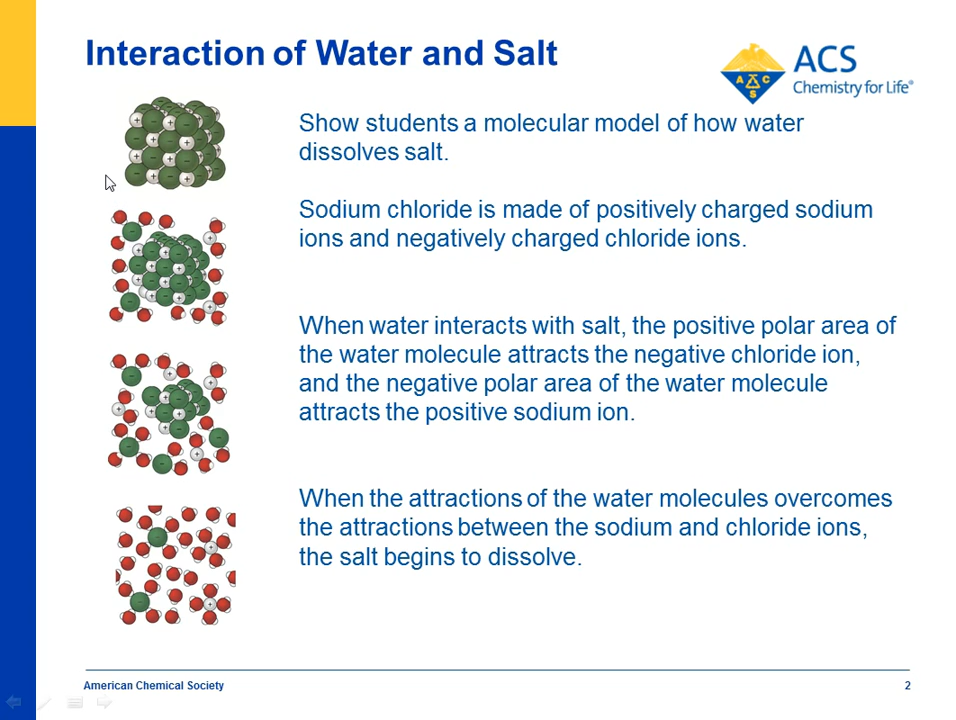 Interaction of Water and Salt
ACS
Chemistry for Life®
A C C S
Show students a molecular model of how water
dissolves salt.
Sodium chloride is made of positively charged sodium
ions and negatively charged chloride ions.
When water interacts with salt, the positive polar area of
the water molecule attracts the negative chloride ion,
and the negative polar area of the water molecule
attracts the positive sodium ion.
When the attractions of the water molecules overcomes
the attractions between the sodium and chloride ions,
the salt begins to dissolve.
American Chemical Society
2